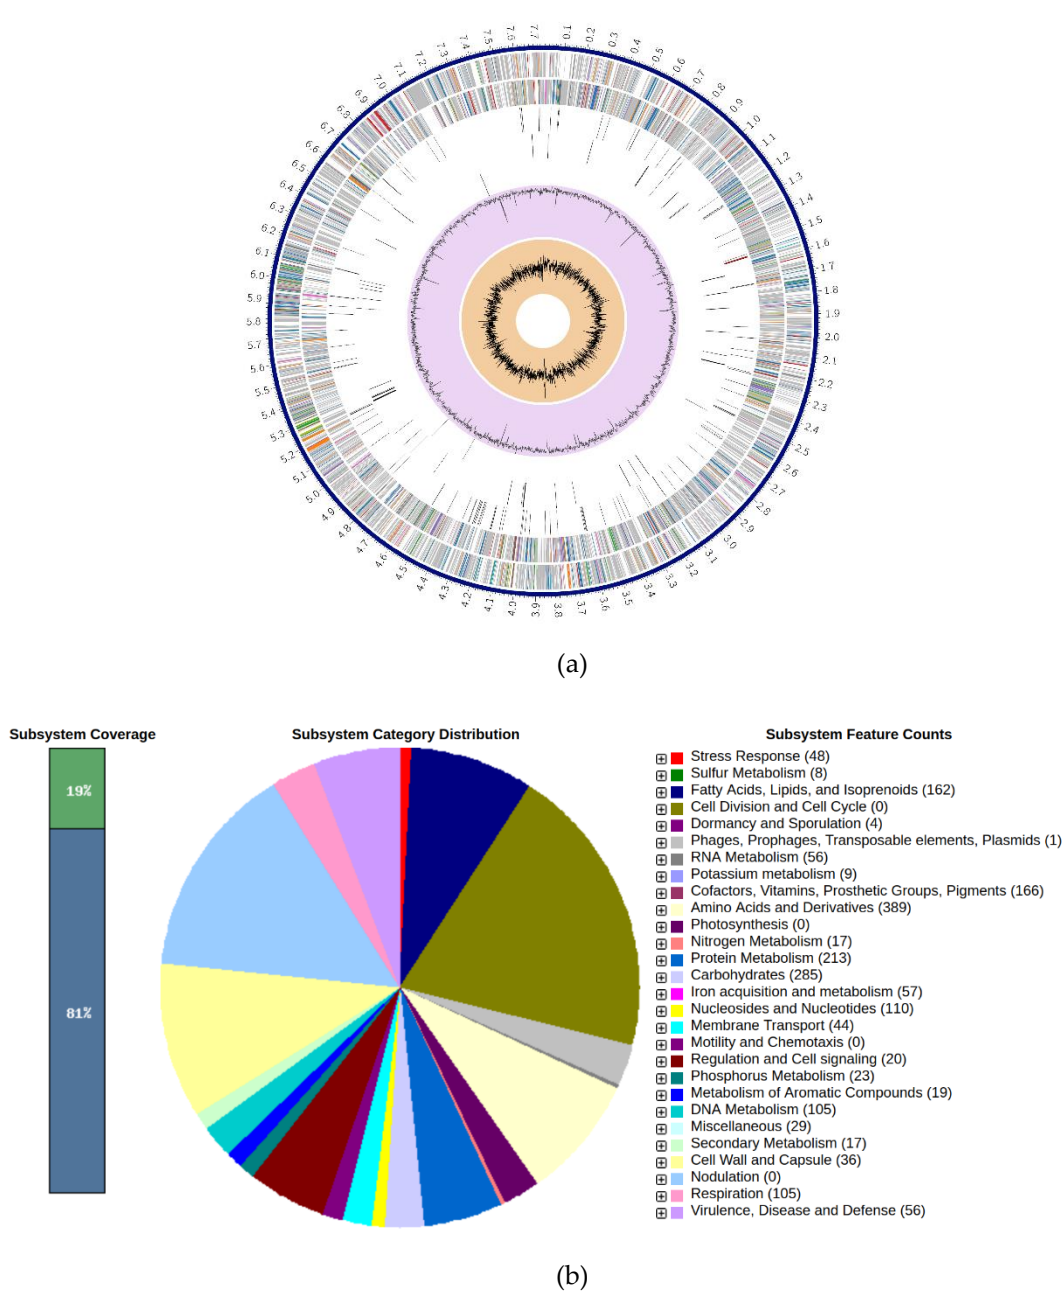 7.7
0.1
0.2
0.3
0.4
0.5
0.6
0.7
0.8
0.9
1.0
1.1
1.2
1.3
1.4
1.5
1.6
1.7
1.8
1.9
2.0
2.1
2.2
2.3
2.4
2.5
2.6
2.7
2.8
2.9
3.0
3.1
3.2
3.3
3.4
3.5
3.6
3.7
3.8
3.9
4.0
4.1
4.2
4.3
4.4
4.5
4.6
4.7
4.8
4.9
5.0
5.1
5.2
5.3
5.4
5.5
5.6
5.7
5.8
5.9
6.0
6.1
6.2
6.3
6.4
6.5
6.6
6.7
6.8
6.9
7.0
7.1
7.2
7.3
7.4
7.5
7.6
(a)
Subsystem Coverage
19%
81%
Subsystem Category Distribution
Subsystem Feature Counts
Stress Response (48)
Sulfur Metabolism (8)
Fatty Acids, Lipids, and Isoprenoids (162)
Cell Division and Cell Cycle (0)
Dormancy and Sporulation (4)
Phages, Prophages, Transposable elements, Plasmids (1)
RNA Metabolism (56)
Potassium metabolism (9)
Cofactors, Vitamins, Prosthetic Groups, Pigments (166)
Amino Acids and Derivatives (389)
Photosynthesis (0)
Nitrogen Metabolism (17)
Protein Metabolism (213)
Carbohydrates (285)
Iron acquisition and metabolism (57)
Nucleosides and Nucleotides (110)
Membrane Transport (44)
Motility and Chemotaxis (0)
Regulation and Cell signaling (20)
Phosphorus Metabolism (23)
Metabolism of Aromatic Compounds (19)
DNA Metabolism (105)
Miscellaneous (29)
Secondary Metabolism (17)
Cell Wall and Capsule (36)
Nodulation (0)
Respiration (105)
Virulence, Disease and Defense (56)
(b)